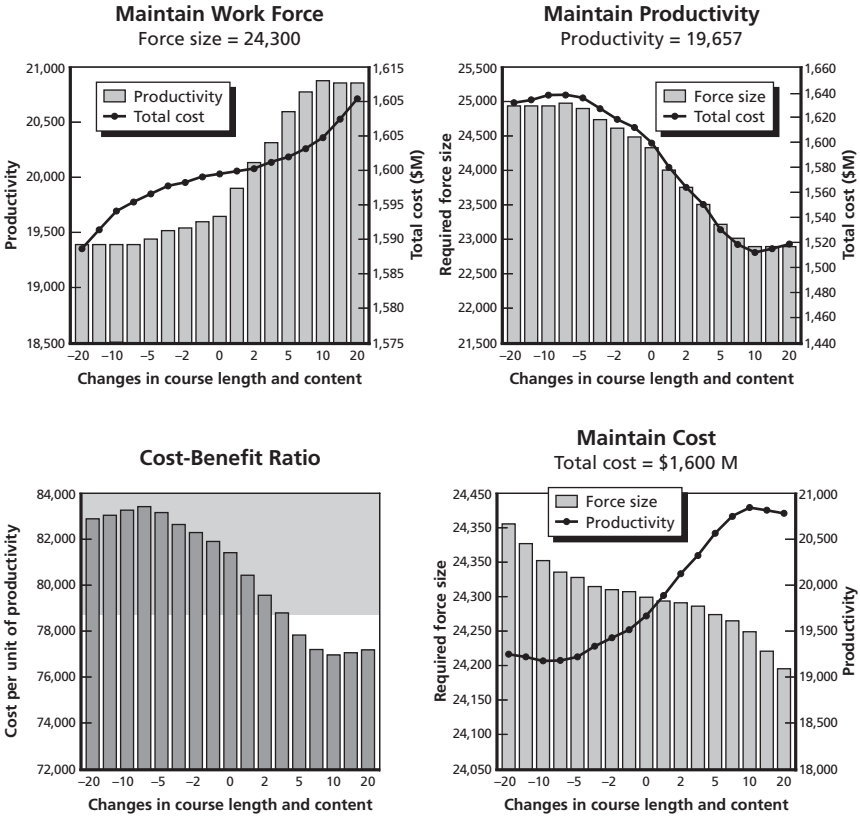 Maintain Work Force
Force size = 24,300
Productivity
Total cost
21,000
20,500
20,000
19,500
19,000
18,500
Productivity
1,615
1,605
1,605
1,600
1,595
1,590
1,585
1,580
1,575
Total cost ($M)
–20 –10 –5 –2 0 2 5 10 20
Changes in course length and content
Maintain Productivity
Productivity = 19,657
Force size
Total cost
25,500
25,000
24,500
24,000
23,500
23,000
22,500
22,000
21,500
Required force size
1,660
1,640
1,620
1,600
1,580
1,560
1,540
1,520
1,500
1,480
1,460
1,440
Total cost ($M)
–20 –10 –5 –2 0 2 5 10 20
Changes in course length and content
Cost-Benefit Ratio
84,000
82,000
80,000
78,000
76,000
74,000
72,000
Cost per unit of productivity
–20 –10 –5 –2 0 2 5 10 20
Changes in course length and content
Maintain Cost
Total cost = $1,600 M
Force size
Productivity
24,450
24,350
24,350
24,300
24,250
24,200
24,150
24,100
24,050
Required force size
21,000
20,500
20,000
19,500
19,000
18,500
18,000
Productivity
–20 –10 –5 –2 0 2 5 10 20
Changes in course length and content